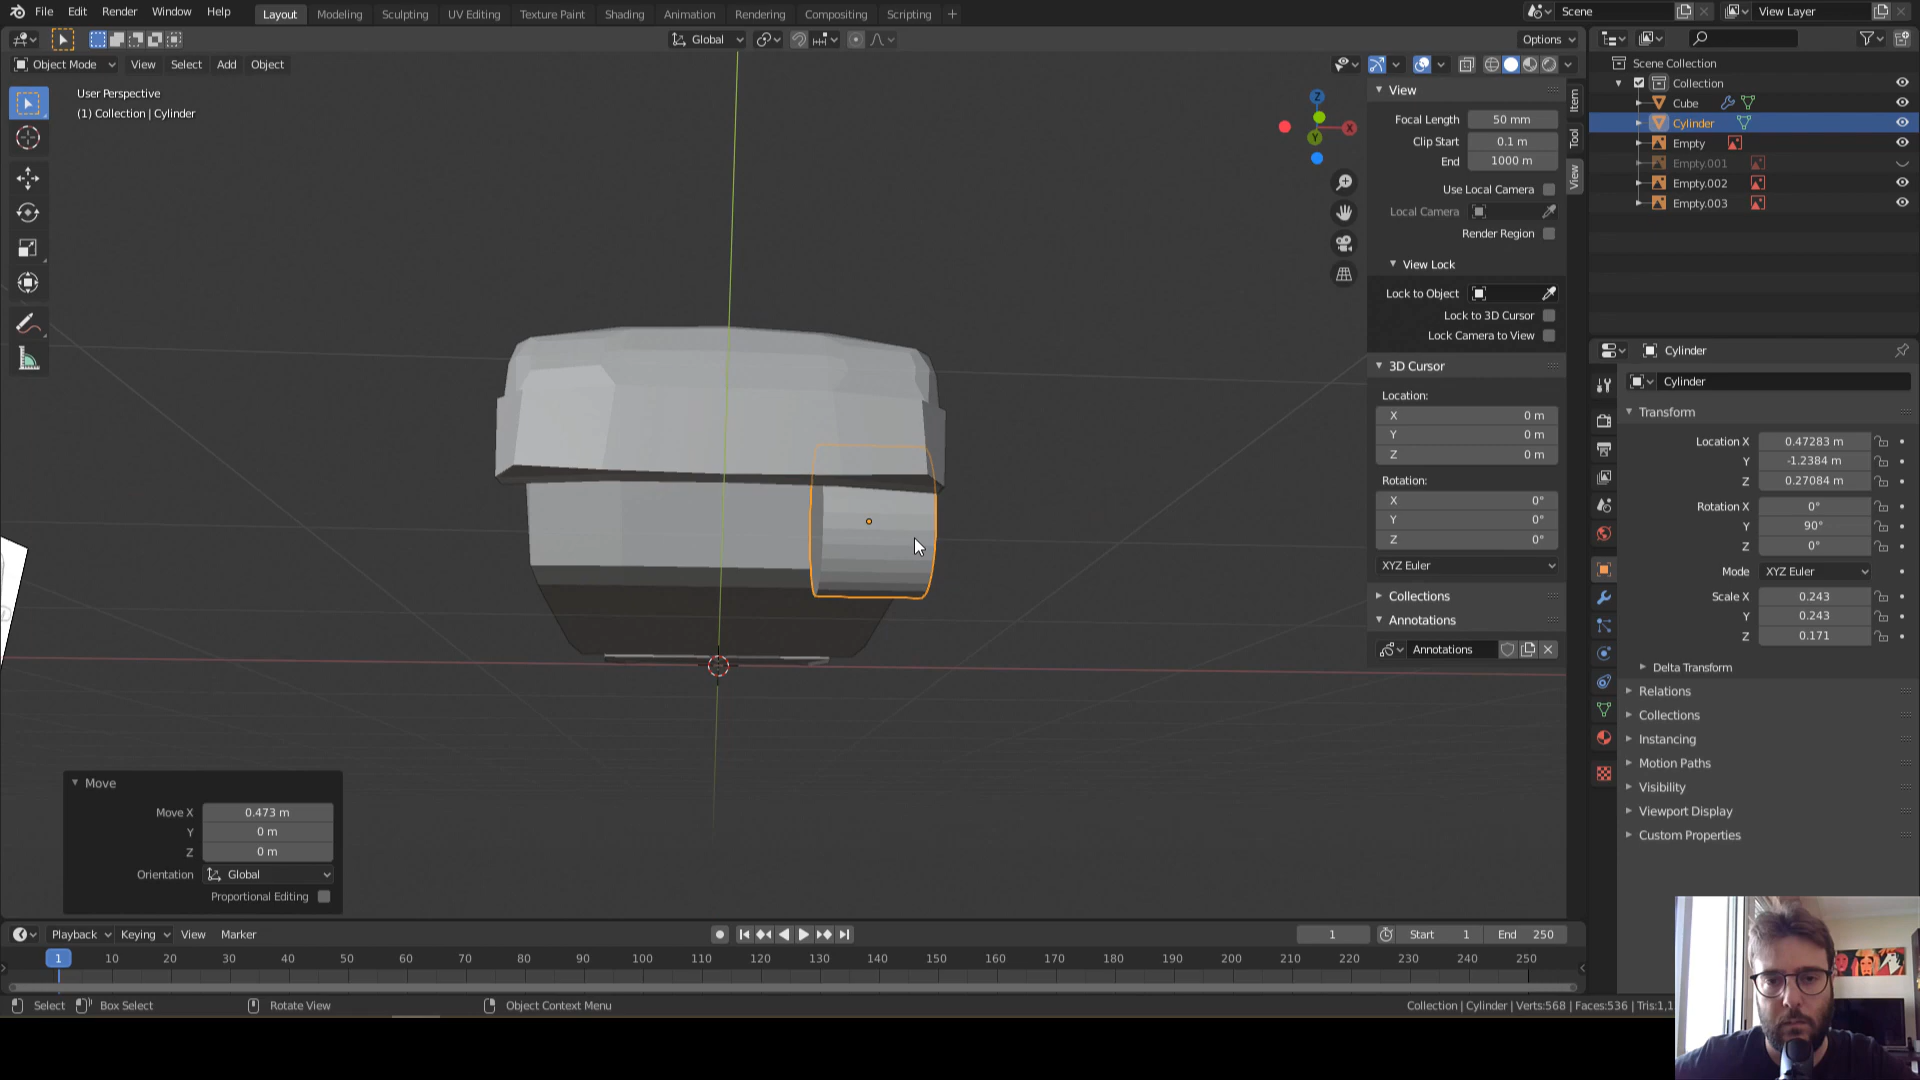 File Edit Render Window Help
Layout Modeling Sculpting UV Editing Texture Paint Shading Animation Rendering Compositing Scripting +
Scene View Layer
Global Options
Object Mode View Select Add Object
User Perspective
(1) Collection | Cylinder
Z
X
Y
Item
Tool
View
View
Focal Length 50 mm
Clip Start 0.1 m
End 1000 m
Use Local Camera
Local Camera
Render Region
View Lock
Lock to Object
Lock to 3D Cursor
Lock Camera to View
3D Cursor
Location:
X 0 m
Y 0 m
Z 0 m
Rotation:
X 0°
Y 0°
Z 0°
XYZ Euler
Collections
Annotations
Annotations
Scene Collection
Collection
Cube
Cylinder
Empty
Empty.001
Empty.002
Empty.003
Cylinder
Cylinder
Transform
Location X 0.47283 m
Y -1.2384 m
Z 0.27084 m
Rotation X 0°
Y 90°
Z 0°
Mode XYZ Euler
Scale X 0.243
Y 0.243
Z 0.171
Delta Transform
Relations
Collections
Instancing
Motion Paths
Visibility
Viewport Display
Custom Properties
Move
Move X 0.473 m
Y 0 m
Z 0 m
Orientation Global
Proportional Editing
Playback Keying View Marker 1 Start 1 End 250
1 10 20 30 40 50 60 70 80 90 100 110 120 130 140 150 160 170 180 190 200 210 220 230 240 250
Select Box Select Rotate View Object Context Menu Collection | Cylinder | Verts:568 | Faces:536 | Tris:1,1